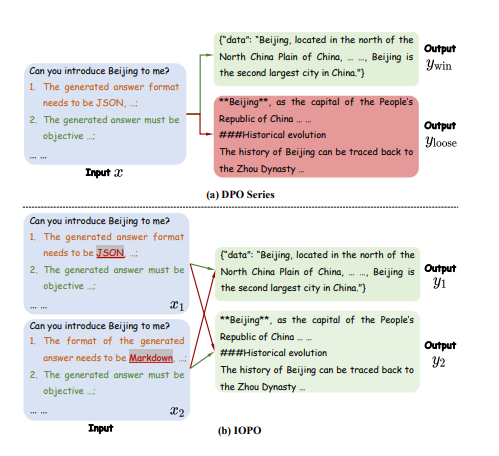 Can you introduce Beijing to me?
1. The generated answer format
needs to be JSON, ...;
2. The generated answer must be
objective ...;
... ...
Input x
{"data": "Beijing, located in the north of the
North China Plain of China, ... ..., Beijing is
the second largest city in China."}
Output
y_win
**Beijing**, as the capital of the People's
Republic of China ... ...
###Historical evolution
The history of Beijing can be traced back to
the Zhou Dynasty ...
Output
y_loose
(a) DPO Series
Can you introduce Beijing to me?
1. The generated answer format
needs to be JSON, ...;
2. The generated answer must be
objective ...;
... ...
x_1
Can you introduce Beijing to me?
1. The format of the generated
answer needs to be Markdown, ...;
2. The generated answer must be
objective ...;
... ...
x_2
Input
{"data": "Beijing, located in the north of the
North China Plain of China, ... ..., Beijing is
the second largest city in China."}
Output
y_1
**Beijing**, as the capital of the People's
Republic of China ... ...
###Historical evolution
The history of Beijing can be traced back to
the Zhou Dynasty ...
Output
y_2
(b) IOPO